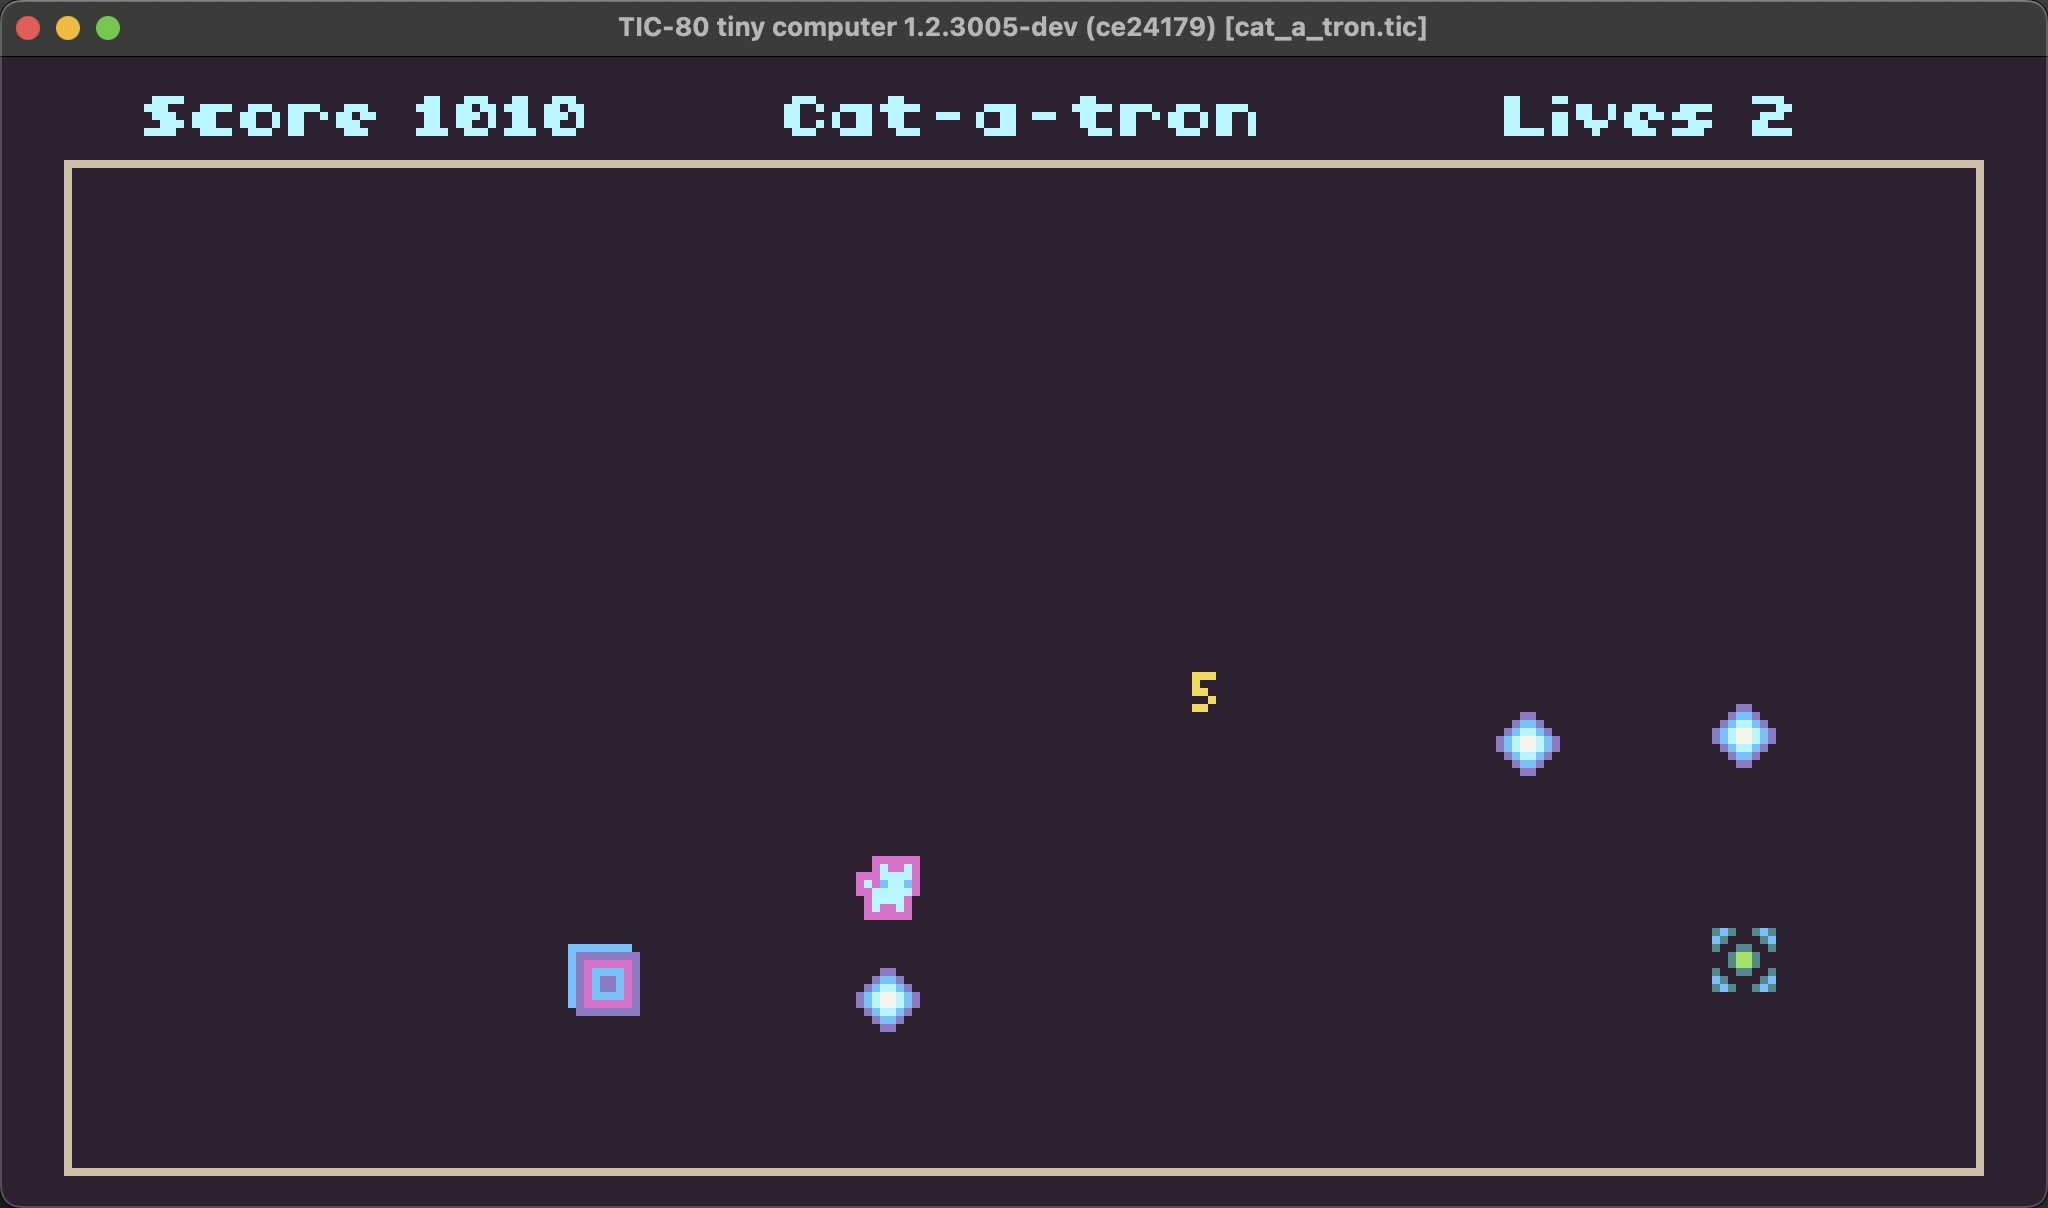 TIC-80 tiny computer 1.2.3005-dev (ce24179) [cat_a_tron.tic]
Score 1010 Cat-a-tron Lives 2
5